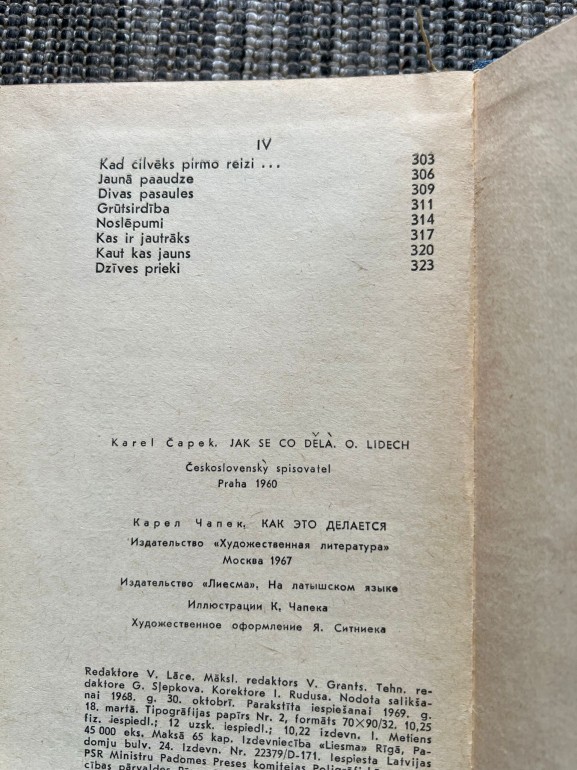 IV
Kad cilvēks pirmo reizi ... 303
Jaunā paaudze 306
Divas pasaules 309
Grūtsirdība 311
Noslēpumi 314
Kas ir jautrāks 317
Kaut kas jauns 320
Dzīves prieki 323
Karel Čapek. JAK SE CO DĚLÀ. O. LIDECH
Československý spisovatel
Praha 1960
Карел Чапек. КАК ЭТО ДЕЛАЕТСЯ
Издательство «Художественная литература»
Москва 1967
Издательство «Лиесма», На латышском языке
Иллюстрации К. Чапека
Художественное оформление Я. Ситниека
Redaktore V. Lāce. Māksl. redaktors V. Grants. Tehn. re-
daktore G. Sļepkova. Korektore I. Rudusa. Nodota salikša-
nai 1968. g. 30. oktobrī. Parakstīta iespiešanai 1969. g.
18. martā. Tipogrāfijas papīrs Nr. 2, formāts 70×90/32. 10,25
fiz. iespiedl.; 12 uzsk. iespiedl.; 10,22 izdevn. l. Metiens
45 000 eks. Maksā 65 kap. Izdevniecība «Liesma» Rīgā, Pa-
domju bulv. 24. Izdevn. Nr. 22379/D-171. Iespiesta Latvijas
PSR Ministru Padomes Preses komitejas
cības pārvaldes